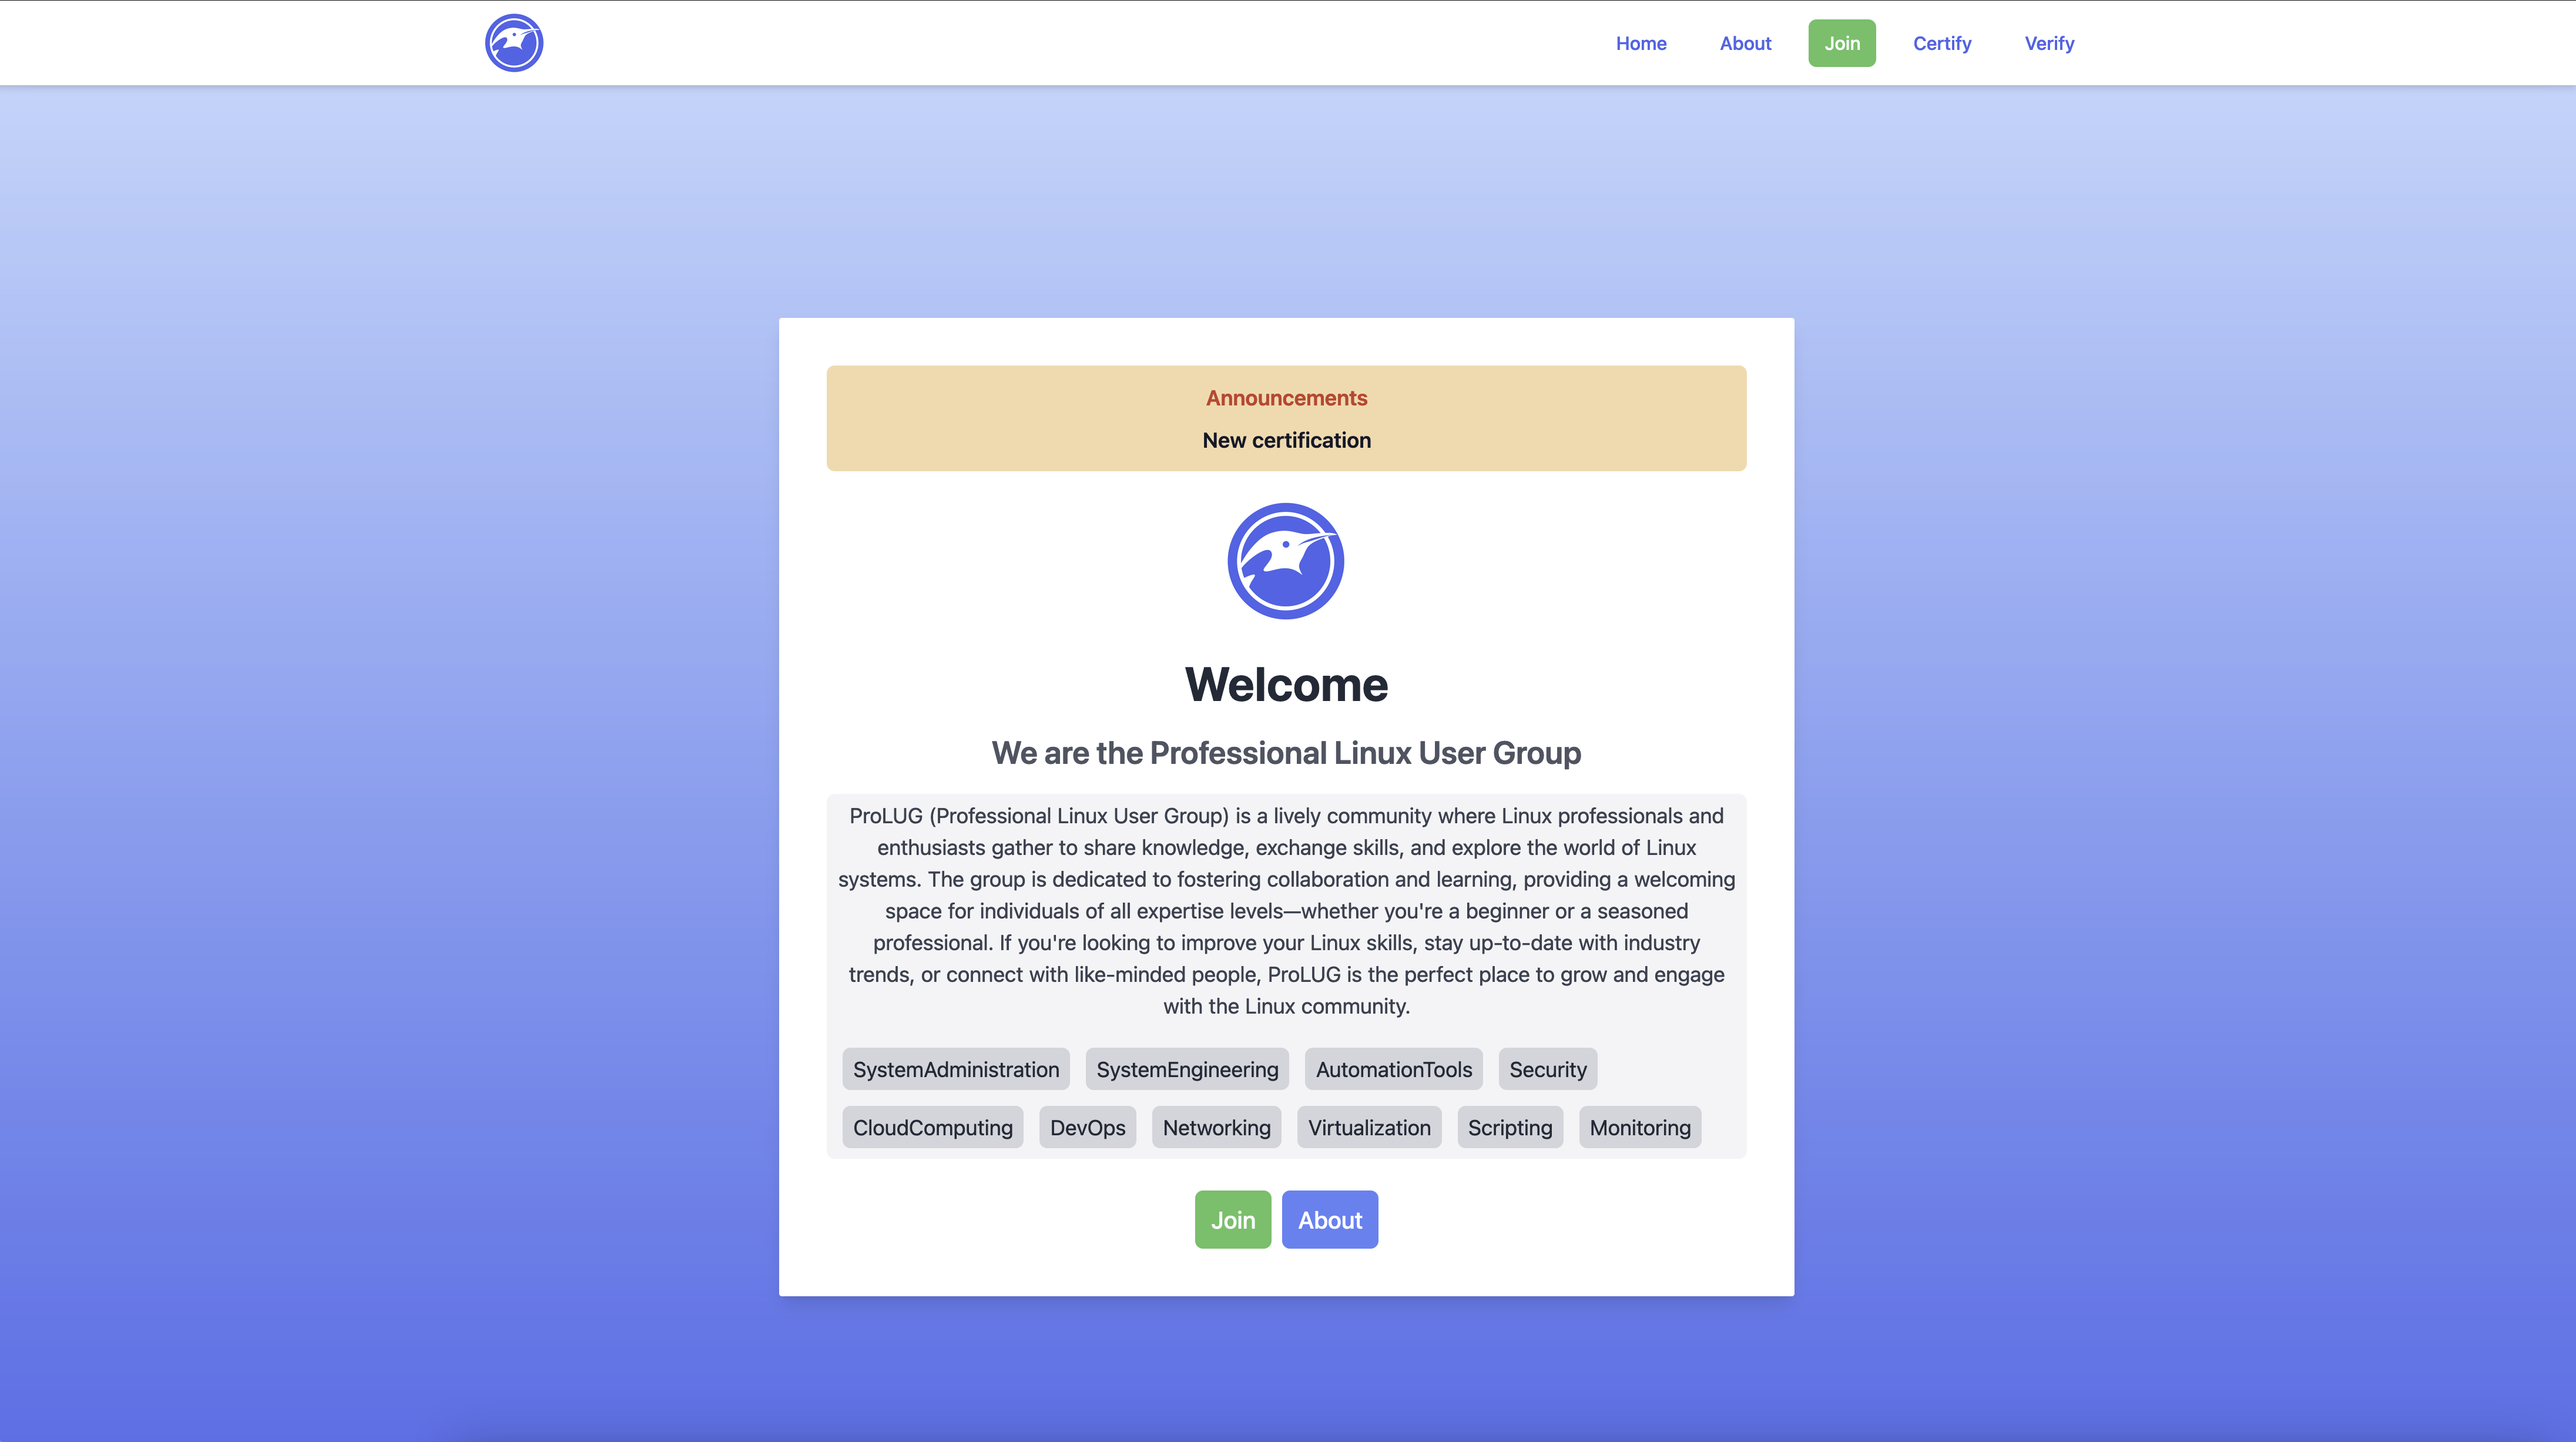 Home About Join Certify Verify
Announcements
New certification
Welcome
We are the Professional Linux User Group
ProLUG (Professional Linux User Group) is a lively community where Linux professionals and
enthusiasts gather to share knowledge, exchange skills, and explore the world of Linux
systems. The group is dedicated to fostering collaboration and learning, providing a welcoming
space for individuals of all expertise levels—whether you're a beginner or a seasoned
professional. If you're looking to improve your Linux skills, stay up-to-date with industry
trends, or connect with like-minded people, ProLUG is the perfect place to grow and engage
with the Linux community.
SystemAdministration SystemEngineering AutomationTools Security
CloudComputing DevOps Networking Virtualization Scripting Monitoring
Join About